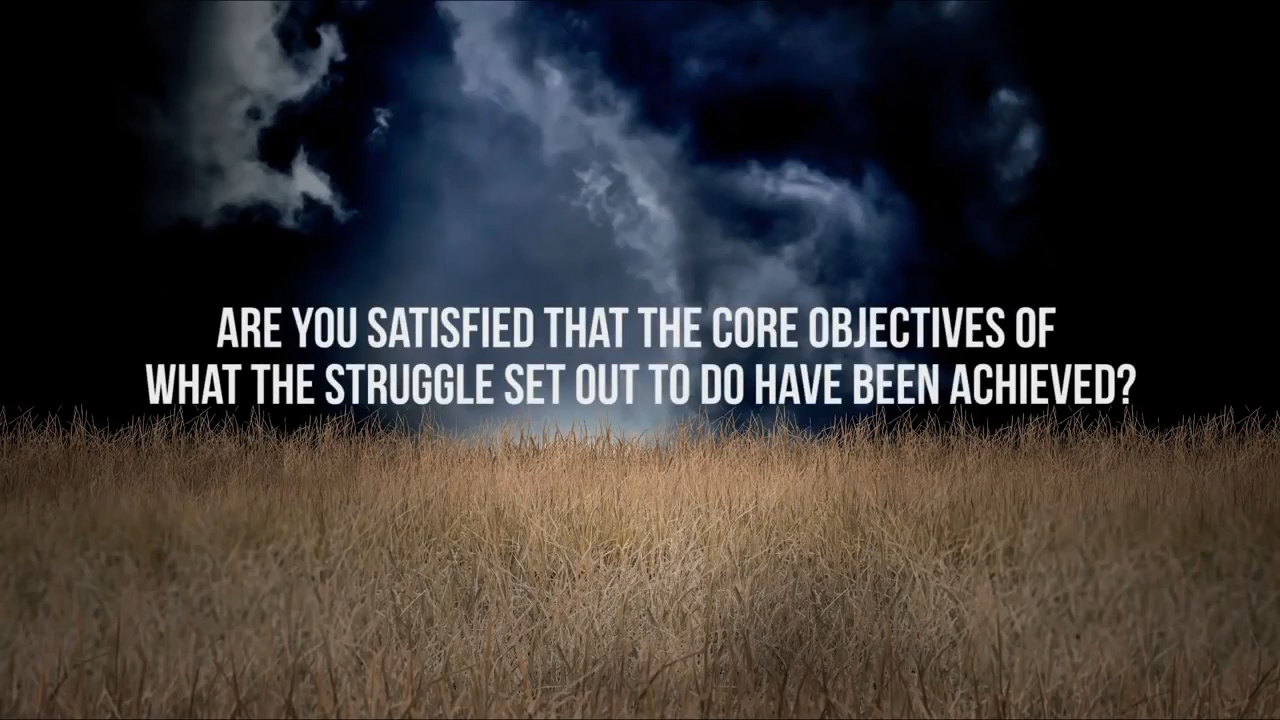 ARE YOU SATISFIED THAT THE CORE OBJECTIVES OF
WHAT THE STRUGGLE SET OUT TO DO HAVE BEEN ACHIEVED?